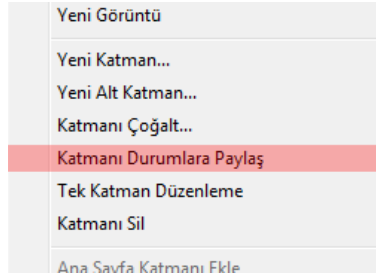 Yeni Görüntü
Yeni Katman...
Yeni Alt Katman...
Katmanı Çoğalt...
Katmanı Durumlara Paylaş
Tek Katman Düzenleme
Katmanı Sil
Ana Sayfa Katmanı Ekle